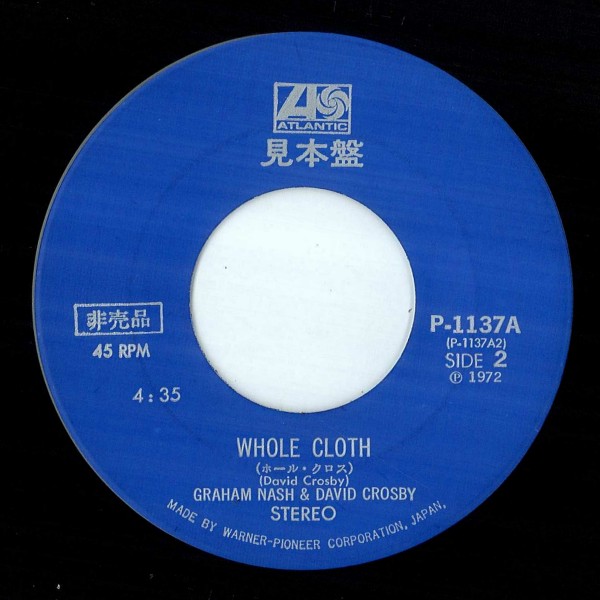 ATLANTIC
見本盤
非売品
45 RPM
4:35
P-1137A
(P-1137A2)
SIDE 2
Ⓟ 1972
WHOLE CLOTH
(ホール・クロス)
(David Crosby)
GRAHAM NASH & DAVID CROSBY
STEREO
MADE BY WARNER-PIONEER CORPORATION, JAPAN.